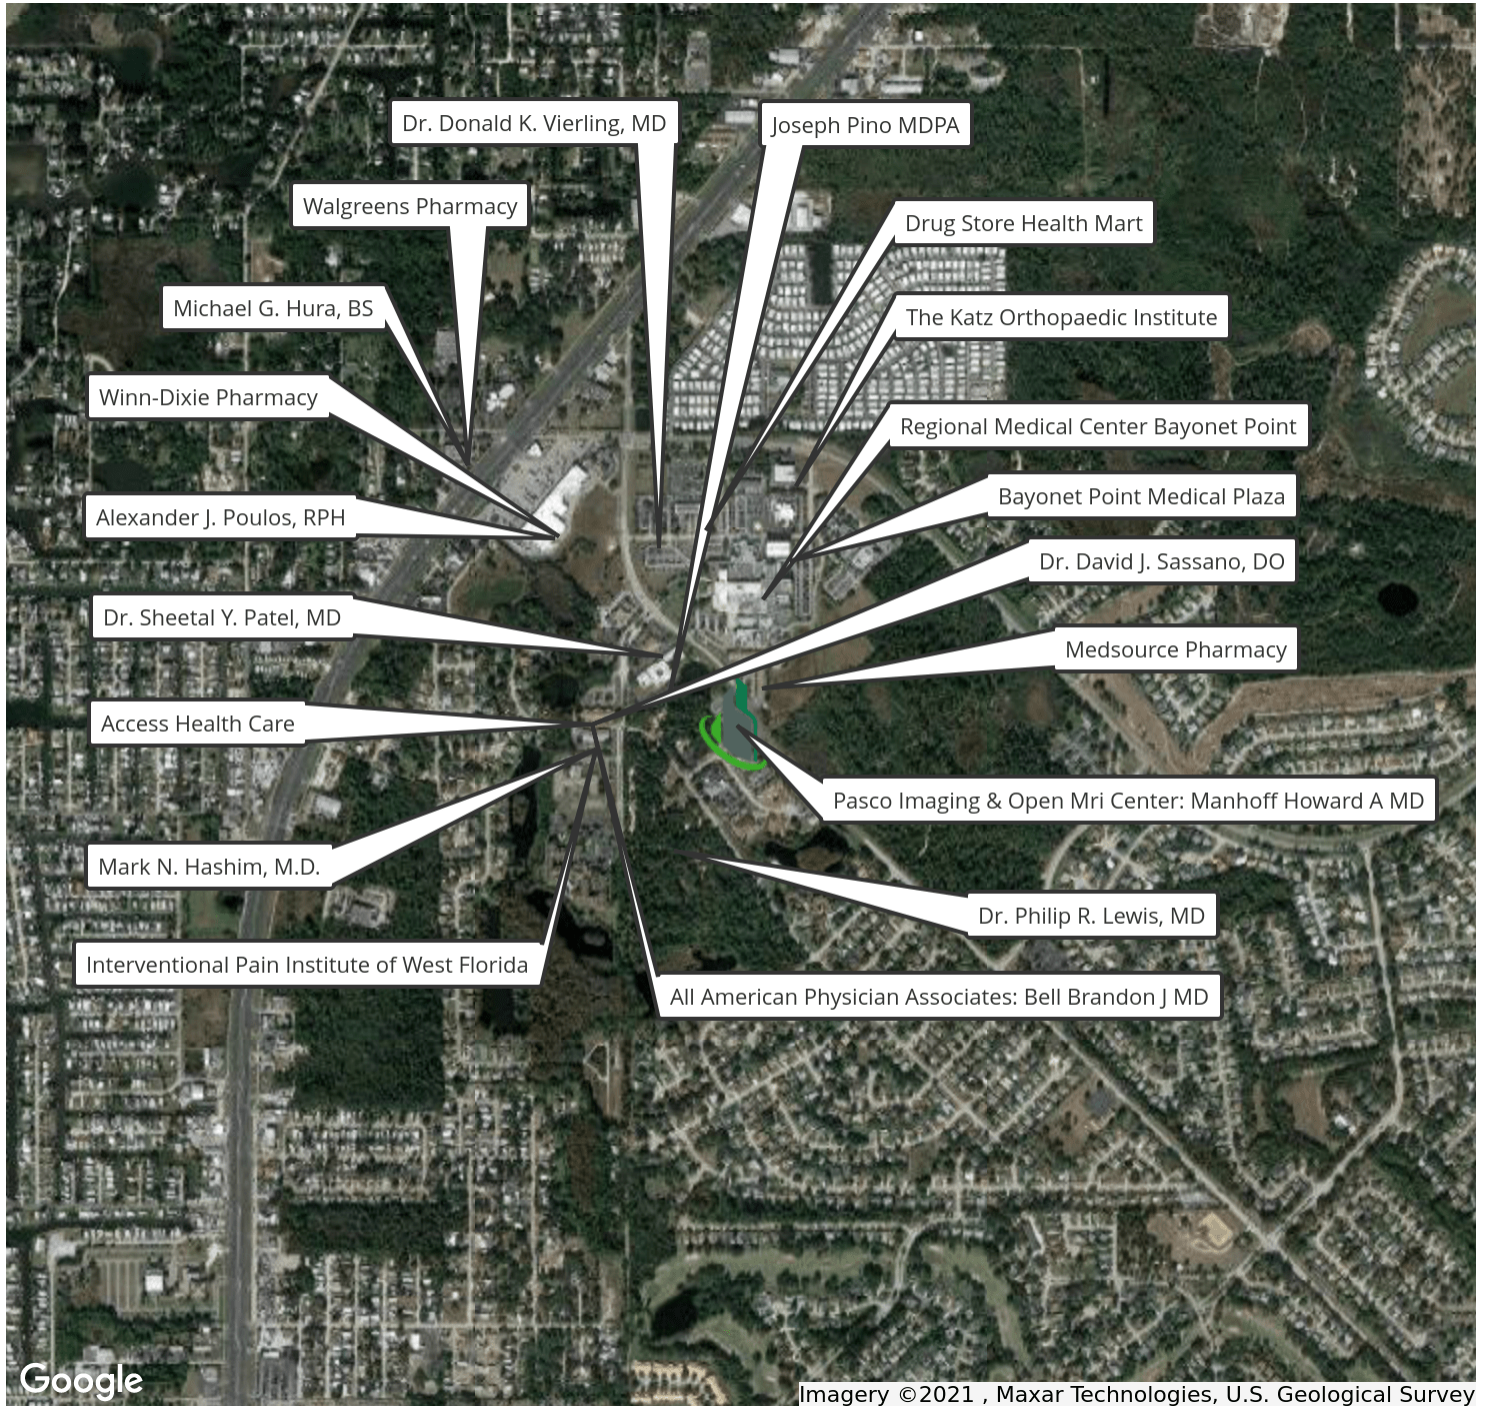 Dr. Donald K. Vierling, MD
Joseph Pino MDPA
Walgreens Pharmacy
Drug Store Health Mart
Michael G. Hura, BS
The Katz Orthopaedic Institute
Winn-Dixie Pharmacy
Regional Medical Center Bayonet Point
Bayonet Point Medical Plaza
Alexander J. Poulos, RPH
Dr. David J. Sassano, DO
Dr. Sheetal Y. Patel, MD
Medsource Pharmacy
Access Health Care
Pasco Imaging & Open Mri Center: Manhoff Howard A MD
Mark N. Hashim, M.D.
Dr. Philip R. Lewis, MD
Interventional Pain Institute of West Florida
All American Physician Associates: Bell Brandon J MD
Google
Imagery ©2021 , Maxar Technologies, U.S. Geological Survey